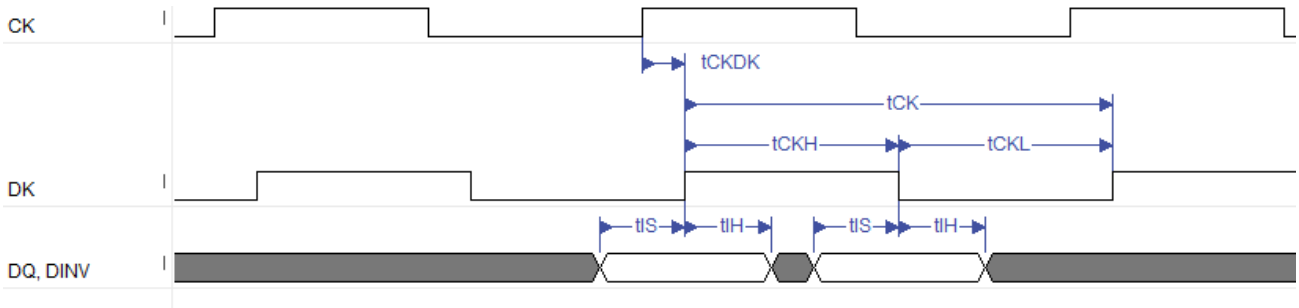 CK
tCKDK
tCK
tCKH tCKL
DK
tIS tIH tIS tIH
DQ, DINV